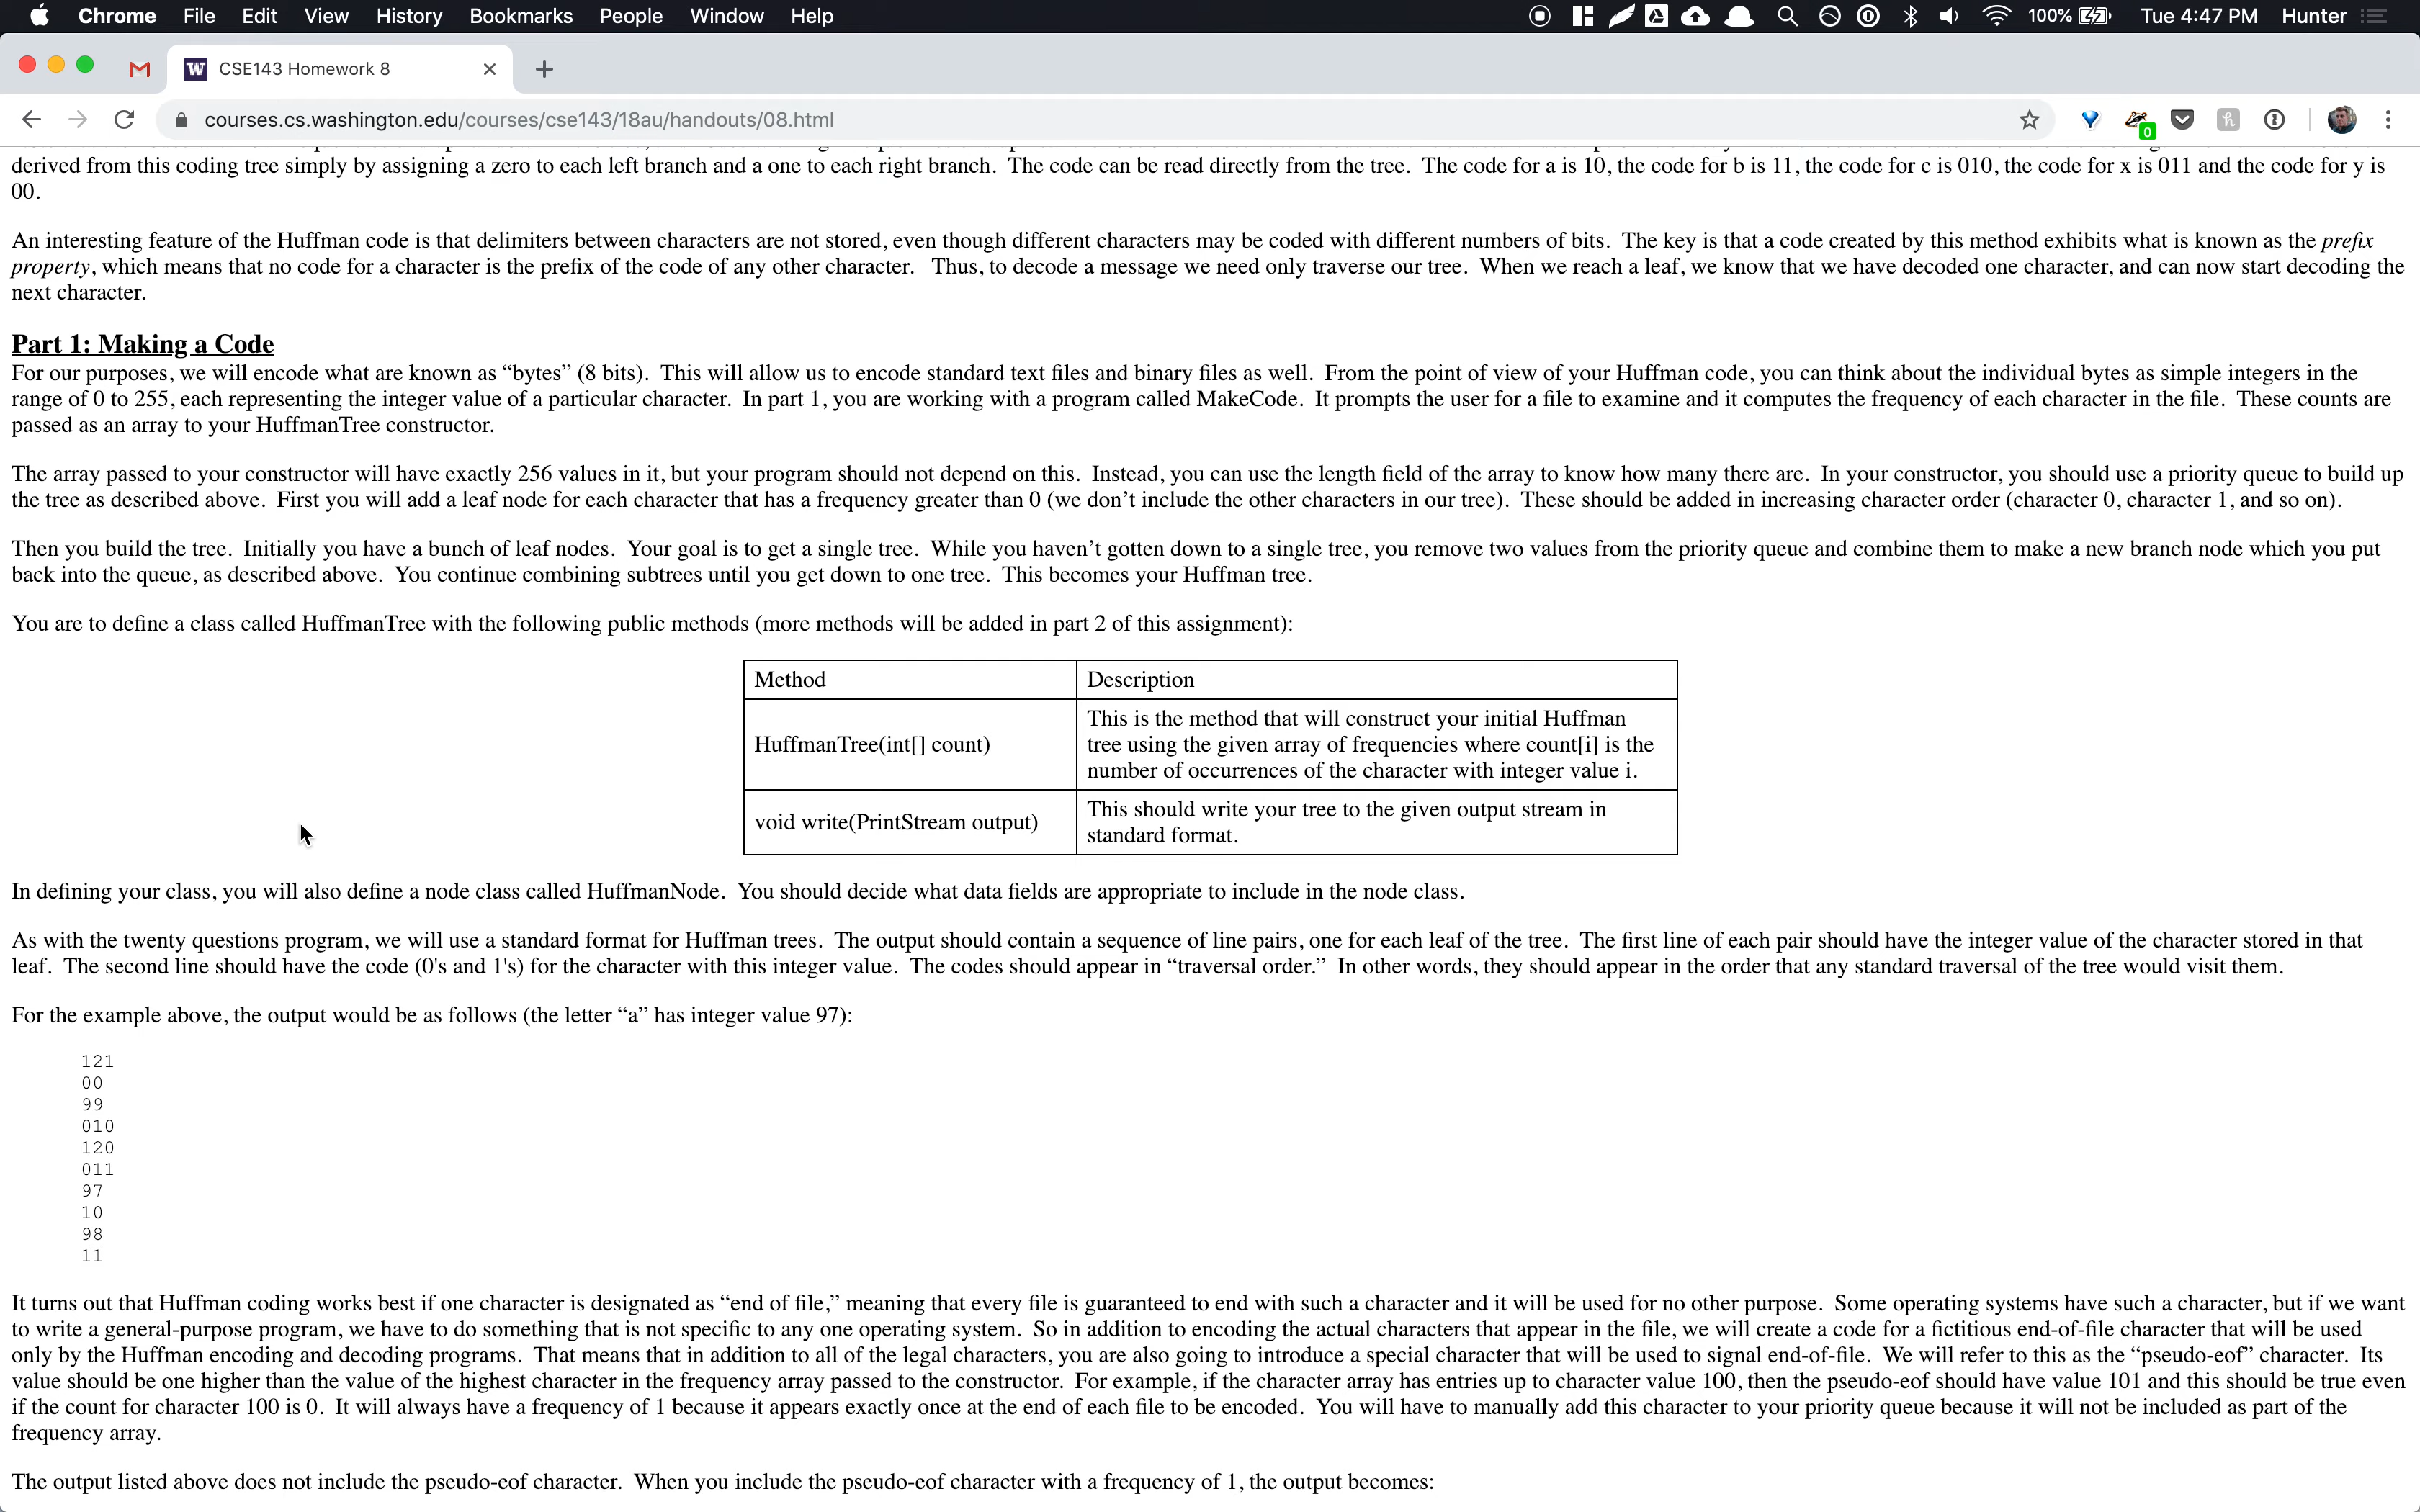 Chrome File Edit View History Bookmarks People Window Help 100% Tue 4:47 PM Hunter
W CSE143 Homework 8
courses.cs.washington.edu/courses/cse143/18au/handouts/08.html 0
derived from this coding tree simply by assigning a zero to each left branch and a one to each right branch. The code can be read directly from the tree. The code for a is 10, the code for b is 11, the code for c is 010, the code for x is 011 and the code for y is
00.
An interesting feature of the Huffman code is that delimiters between characters are not stored, even though different characters may be coded with different numbers of bits. The key is that a code created by this method exhibits what is known as the prefix
property, which means that no code for a character is the prefix of the code of any other character. Thus, to decode a message we need only traverse our tree. When we reach a leaf, we know that we have decoded one character, and can now start decoding the
next character.
Part 1: Making a Code
For our purposes, we will encode what are known as “bytes” (8 bits). This will allow us to encode standard text files and binary files as well. From the point of view of your Huffman code, you can think about the individual bytes as simple integers in the
range of 0 to 255, each representing the integer value of a particular character. In part 1, you are working with a program called MakeCode. It prompts the user for a file to examine and it computes the frequency of each character in the file. These counts are
passed as an array to your HuffmanTree constructor.
The array passed to your constructor will have exactly 256 values in it, but your program should not depend on this. Instead, you can use the length field of the array to know how many there are. In your constructor, you should use a priority queue to build up
the tree as described above. First you will add a leaf node for each character that has a frequency greater than 0 (we don’t include the other characters in our tree). These should be added in increasing character order (character 0, character 1, and so on).
Then you build the tree. Initially you have a bunch of leaf nodes. Your goal is to get a single tree. While you haven’t gotten down to a single tree, you remove two values from the priority queue and combine them to make a new branch node which you put
back into the queue, as described above. You continue combining subtrees until you get down to one tree. This becomes your Huffman tree.
You are to define a class called HuffmanTree with the following public methods (more methods will be added in part 2 of this assignment):
Method Description
HuffmanTree(int[] count)
This is the method that will construct your initial Huffman
tree using the given array of frequencies where count[i] is the
number of occurrences of the character with integer value i.
void write(PrintStream output)
This should write your tree to the given output stream in
standard format.
In defining your class, you will also define a node class called HuffmanNode. You should decide what data fields are appropriate to include in the node class.
As with the twenty questions program, we will use a standard format for Huffman trees. The output should contain a sequence of line pairs, one for each leaf of the tree. The first line of each pair should have the integer value of the character stored in that
leaf. The second line should have the code (0's and 1's) for the character with this integer value. The codes should appear in “traversal order.” In other words, they should appear in the order that any standard traversal of the tree would visit them.
For the example above, the output would be as follows (the letter “a” has integer value 97):
121
00
99
010
120
011
97
10
98
11
It turns out that Huffman coding works best if one character is designated as “end of file,” meaning that every file is guaranteed to end with such a character and it will be used for no other purpose. Some operating systems have such a character, but if we want
to write a general-purpose program, we have to do something that is not specific to any one operating system. So in addition to encoding the actual characters that appear in the file, we will create a code for a fictitious end-of-file character that will be used
only by the Huffman encoding and decoding programs. That means that in addition to all of the legal characters, you are also going to introduce a special character that will be used to signal end-of-file. We will refer to this as the “pseudo-eof” character. Its
value should be one higher than the value of the highest character in the frequency array passed to the constructor. For example, if the character array has entries up to character value 100, then the pseudo-eof should have value 101 and this should be true even
if the count for character 100 is 0. It will always have a frequency of 1 because it appears exactly once at the end of each file to be encoded. You will have to manually add this character to your priority queue because it will not be included as part of the
frequency array.
The output listed above does not include the pseudo-eof character. When you include the pseudo-eof character with a frequency of 1, the output becomes: